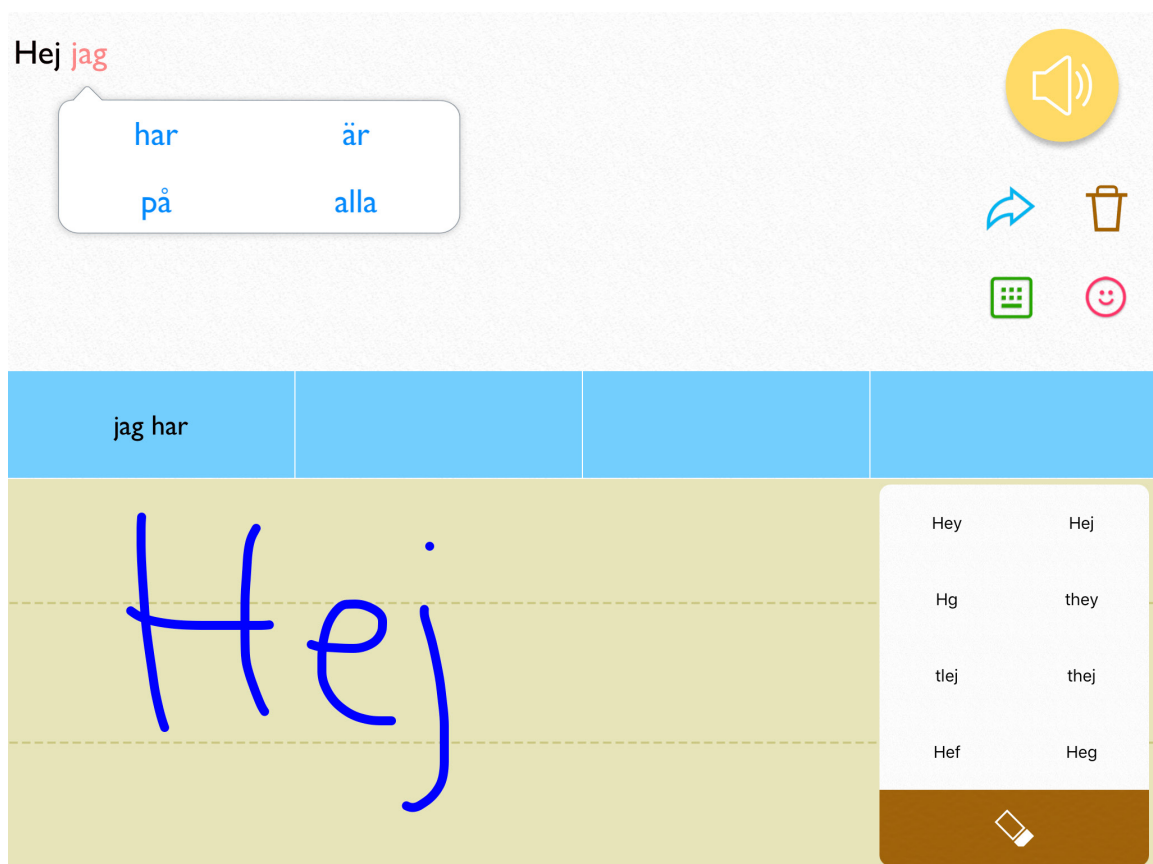 Hej jag
har är
på alla
jag har
Hej
Hey Hej
Hg they
tlej thej
Hef Heg